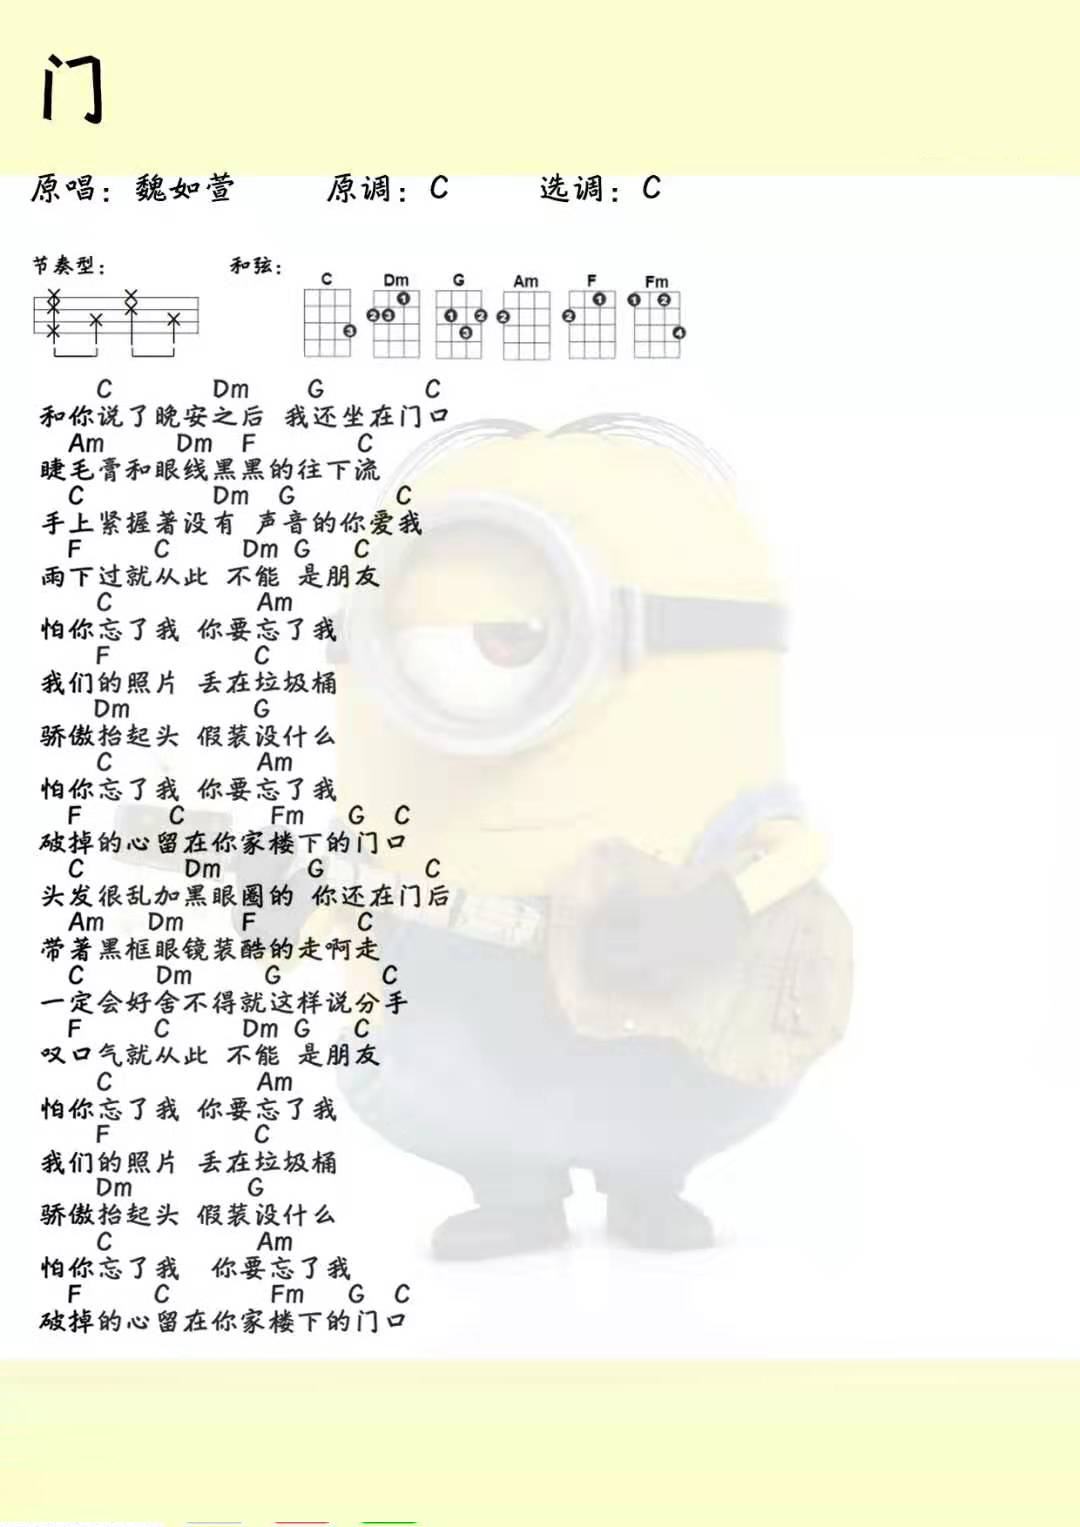 门
原唱：魏如萱 原调：C 选调：C
节奏型： 和弦： C Dm G Am F Fm
C Dm G C
和你说了晚安之后 我还坐在门口
Am Dm F C
睫毛膏和眼线黑黑的往下流
C Dm G C
手上紧握著没有 声音的你爱我
F C Dm G C
雨下过就从此 不能 是朋友
C Am
怕你忘了我 你要忘了我
F C
我们的照片 丢在垃圾桶
Dm G
骄傲抬起头 假装没什么
C Am
怕你忘了我 你要忘了我
F C Fm G C
破掉的心留在你家楼下的门口
C Dm G C
头发很乱加黑眼圈的 你还在门后
Am Dm F C
带著黑框眼镜装酷的走啊走
C Dm G C
一定会好舍不得就这样说分手
F C Dm G C
叹口气就从此 不能 是朋友
C Am
怕你忘了我 你要忘了我
F C
我们的照片 丢在垃圾桶
Dm G
骄傲抬起头 假装没什么
C Am
怕你忘了我 你要忘了我
F C Fm G C
破掉的心留在你家楼下的门口